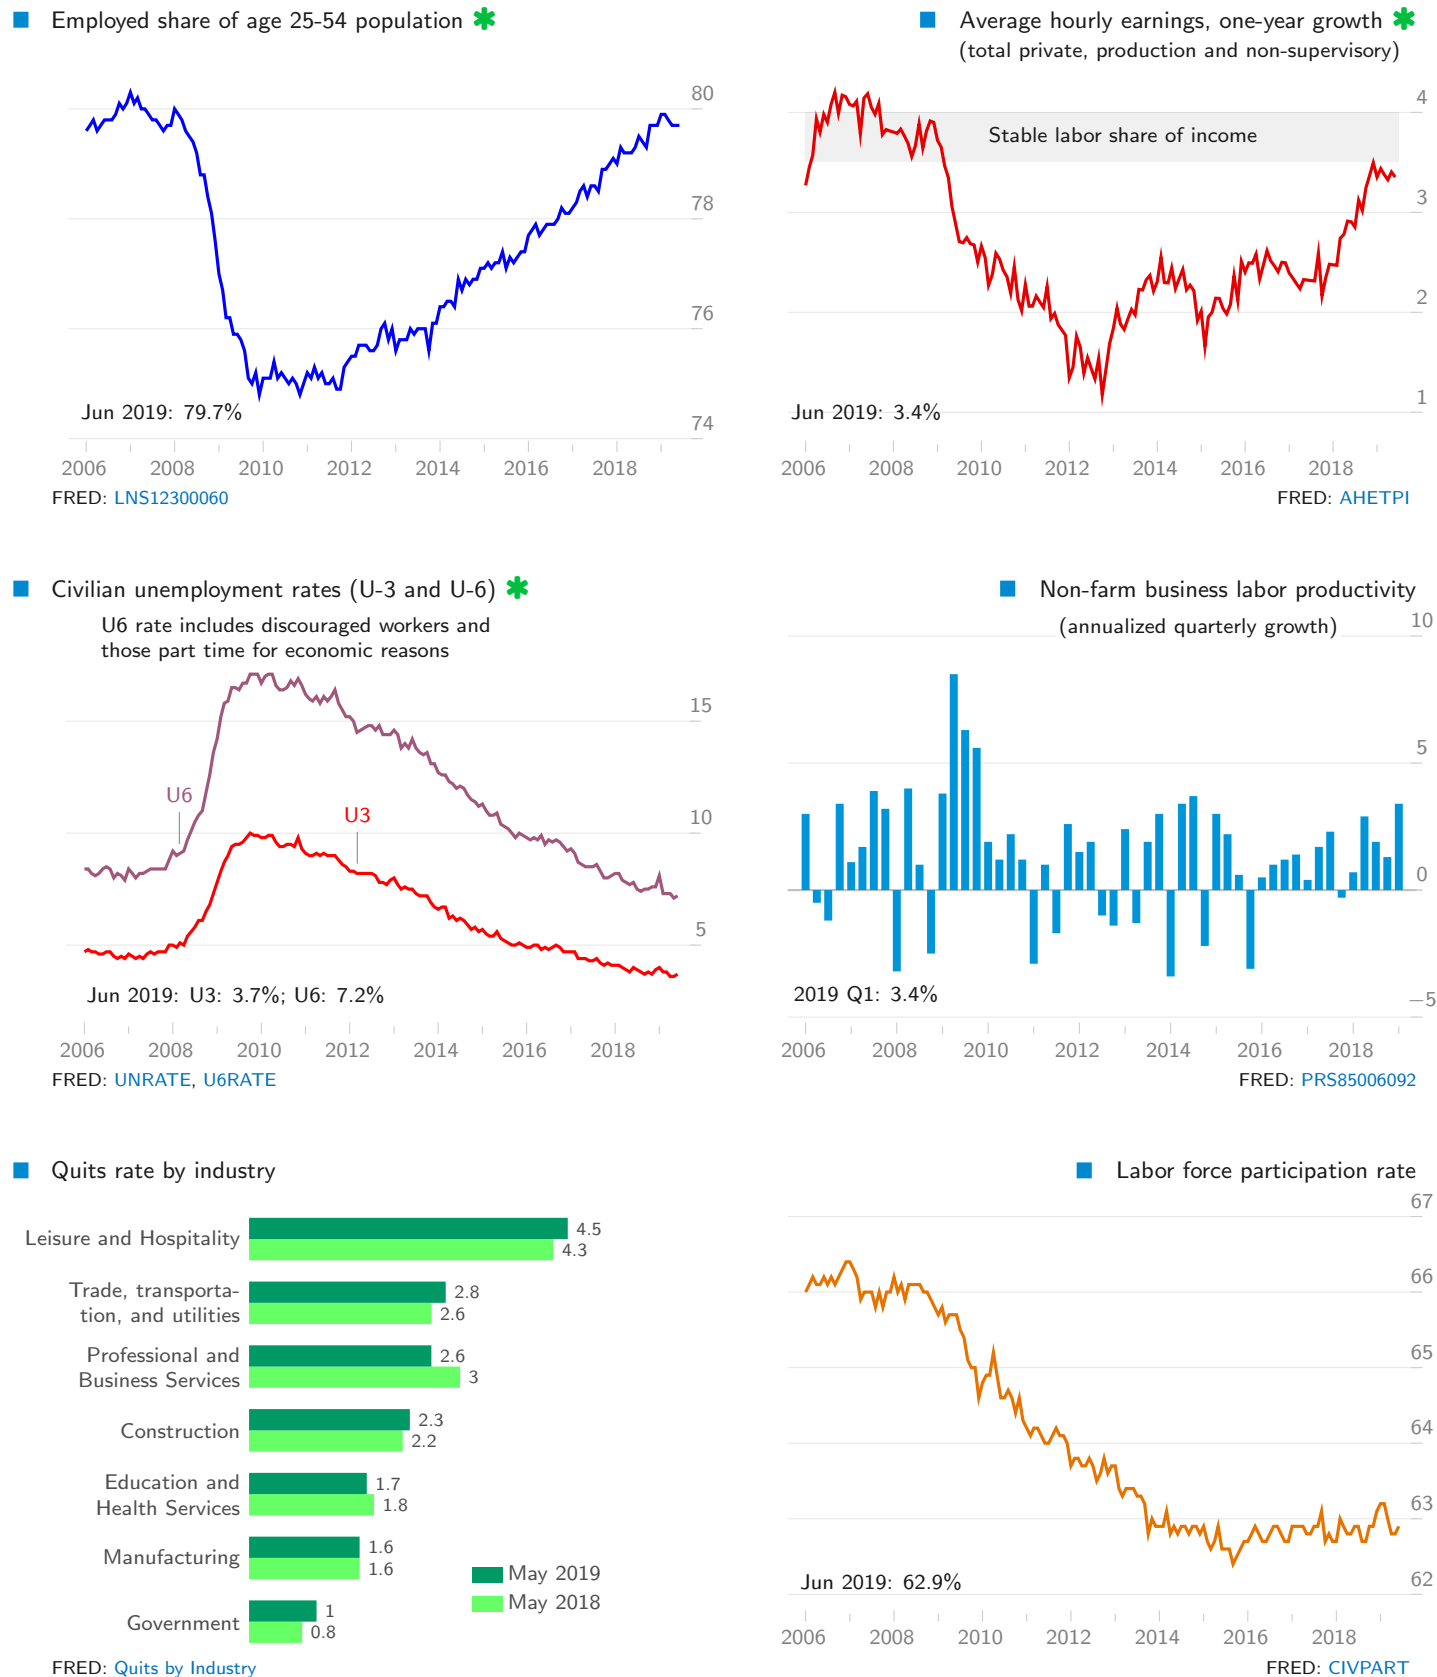 Employed share of age 25-54 population ✱
80
78
76
74
Jun 2019: 79.7%
2006 2008 2010 2012 2014 2016 2018
FRED: LNS12300060
Average hourly earnings, one-year growth ✱
(total private, production and non-supervisory)
4
Stable labor share of income
3
2
1
Jun 2019: 3.4%
2006 2008 2010 2012 2014 2016 2018
FRED: AHETPI
Civilian unemployment rates (U-3 and U-6) ✱
U6 rate includes discouraged workers and
those part time for economic reasons
15
U6
U3
10
5
Jun 2019: U3: 3.7%; U6: 7.2%
2006 2008 2010 2012 2014 2016 2018
FRED: UNRATE, U6RATE
Non-farm business labor productivity
(annualized quarterly growth)
10
5
0
−5
2019 Q1: 3.4%
2006 2008 2010 2012 2014 2016 2018
FRED: PRS85006092
Quits rate by industry
Leisure and Hospitality
4.5
4.3
Trade, transporta-
tion, and utilities
2.8
2.6
Professional and
Business Services
2.6
3
Construction
2.3
2.2
Education and
Health Services
1.7
1.8
Manufacturing
1.6
1.6
Government
1
0.8
May 2019
May 2018
FRED: Quits by Industry
Labor force participation rate
67
66
65
64
63
62
Jun 2019: 62.9%
2006 2008 2010 2012 2014 2016 2018
FRED: CIVPART